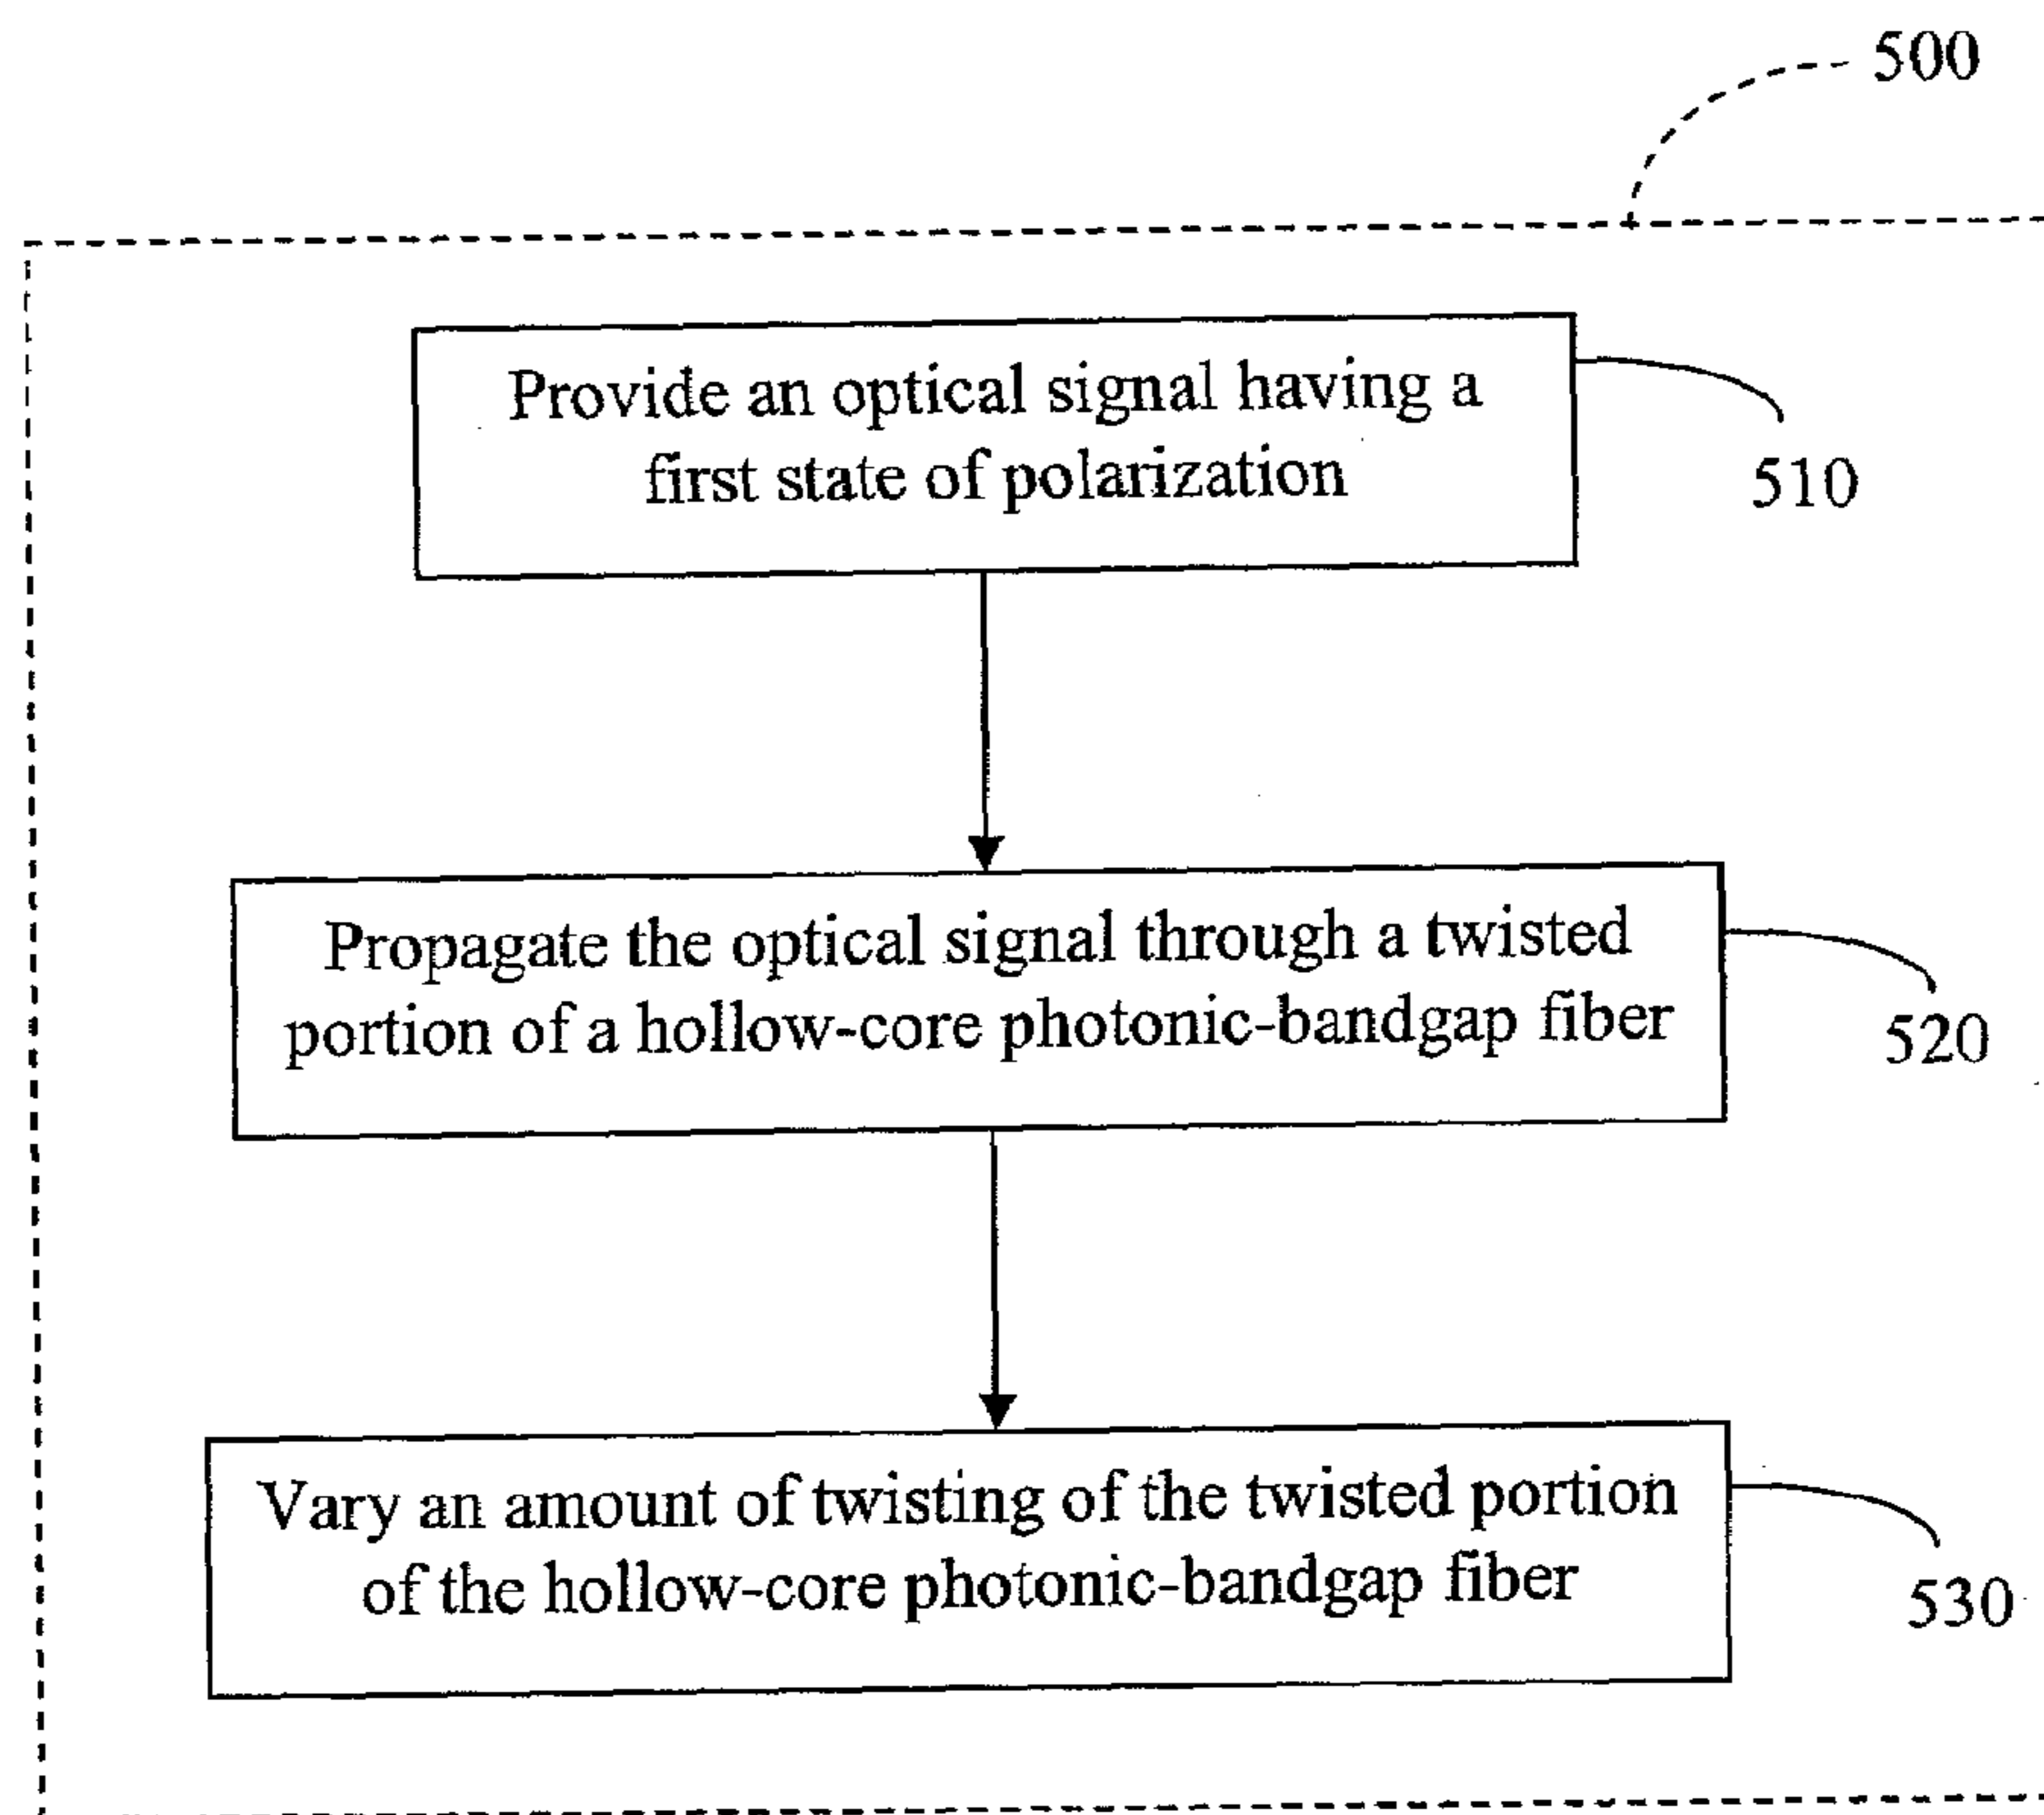 500
Provide an optical signal having a
first state of polarization
510
Propagate the optical signal through a twisted
portion of a hollow-core photonic-bandgap fiber
520
Vary an amount of twisting of the twisted portion
of the hollow-core photonic-bandgap fiber
530